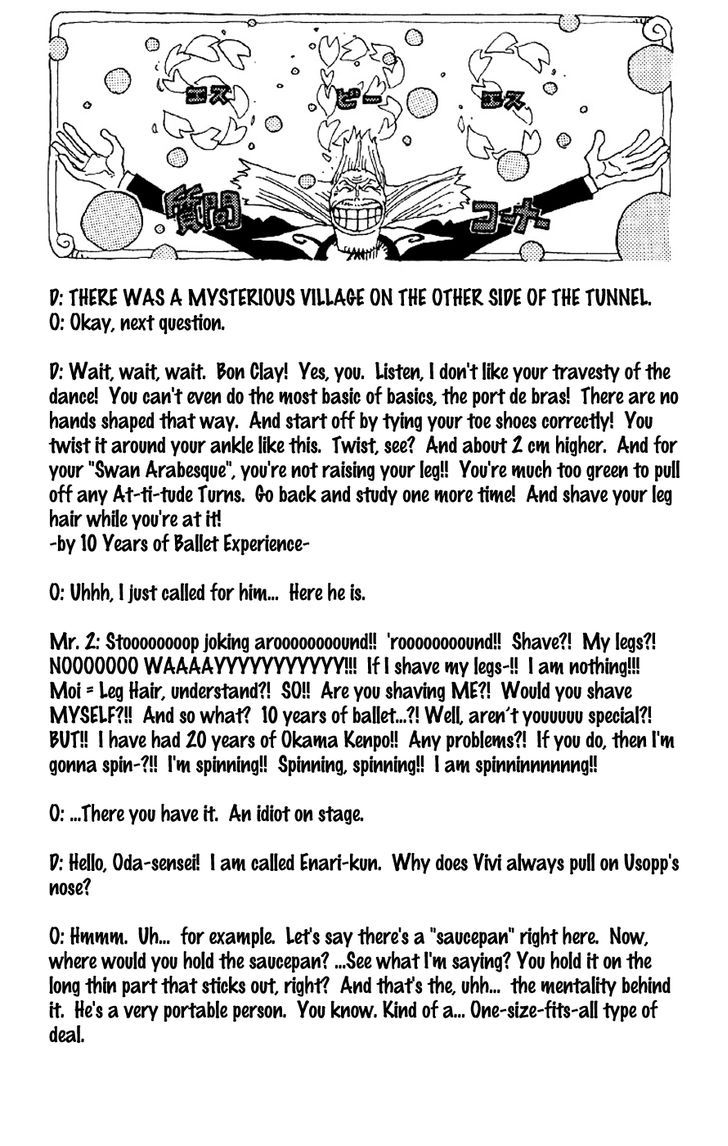 エス ビー エス
質問 コーナー
D: THERE WAS A MYSTERIOUS VILLAGE ON THE OTHER SIDE OF THE TUNNEL.
O: Okay, next question.
D: Wait, wait, wait. Bon Clay! Yes, you. Listen, I don't like your travesty of the
dance! You can't even do the most basic of basics, the port de bras! There are no
hands shaped that way. And start off by tying your toe shoes correctly! You
twist it around your ankle like this. Twist, see? And about 2 cm higher. And for
your "Swan Arabesque", you're not raising your leg!! You're much too green to pull
off any At-ti-tude Turns. Go back and study one more time! And shave your leg
hair while you're at it!
-by 10 Years of Ballet Experience-
O: Uhhh, I just called for him... Here he is.
Mr. 2: Stoooooooop joking arooooooooound!! 'rooooooooound!! Shave?! My legs?!
NOOOOOOO WAAAAYYYYYYYYYYY!!! If I shave my legs-!! I am nothing!!!
Moi = Leg Hair, understand?! SO!! Are you shaving ME?! Would you shave
MYSELF?!! And so what? 10 years of ballet...?! Well, aren´t youuuuu special?!
BUT!! I have had 20 years of Okama Kenpo!! Any problems?! If you do, then I'm
gonna spin-?!! I'm spinning!! Spinning, spinning!! I am spinninnnnnng!!
O: ...There you have it. An idiot on stage.
D: Hello, Oda-sensei! I am called Enari-kun. Why does Vivi always pull on Usopp's
nose?
O: Hmmm. Uh... for example. Let's say there's a "saucepan" right here. Now,
where would you hold the saucepan? ...See what I'm saying? You hold it on the
long thin part that sticks out, right? And that's the, uhh... the mentality behind
it. He's a very portable person. You know. Kind of a... One-size-fits-all type of
deal.